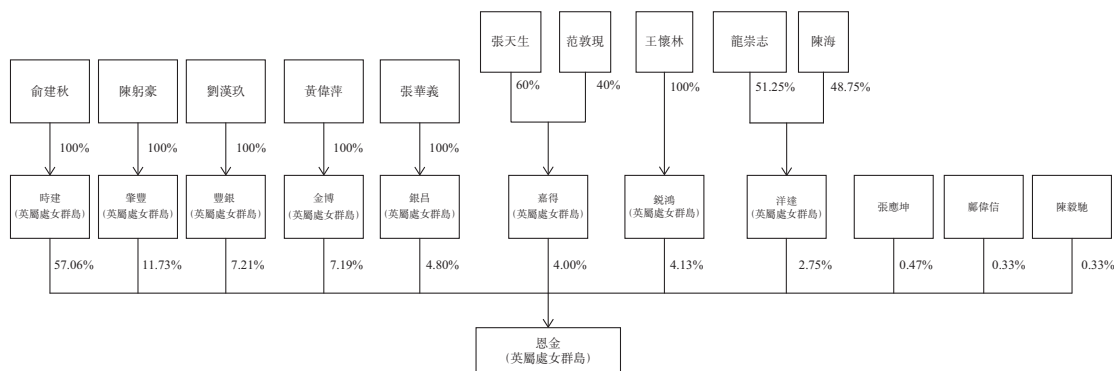 張天生
范敦現
王懷林
龍崇志
陳海
俞建秋
陳躬豪
劉漢玖
黃偉萍
張華義
60%
40%
100%
51.25%
48.75%
100%
100%
100%
100%
100%
時建
(英屬處女群島)
肇豐
(英屬處女群島)
豐銀
(英屬處女群島)
金博
(英屬處女群島)
銀昌
(英屬處女群島)
嘉得
(英屬處女群島)
鋭鴻
(英屬處女群島)
洋達
(英屬處女群島)
張應坤
鄺偉信
陳毅馳
57.06%
11.73%
7.21%
7.19%
4.80%
4.00%
4.13%
2.75%
0.47%
0.33%
0.33%
恩金
(英屬處女群島)